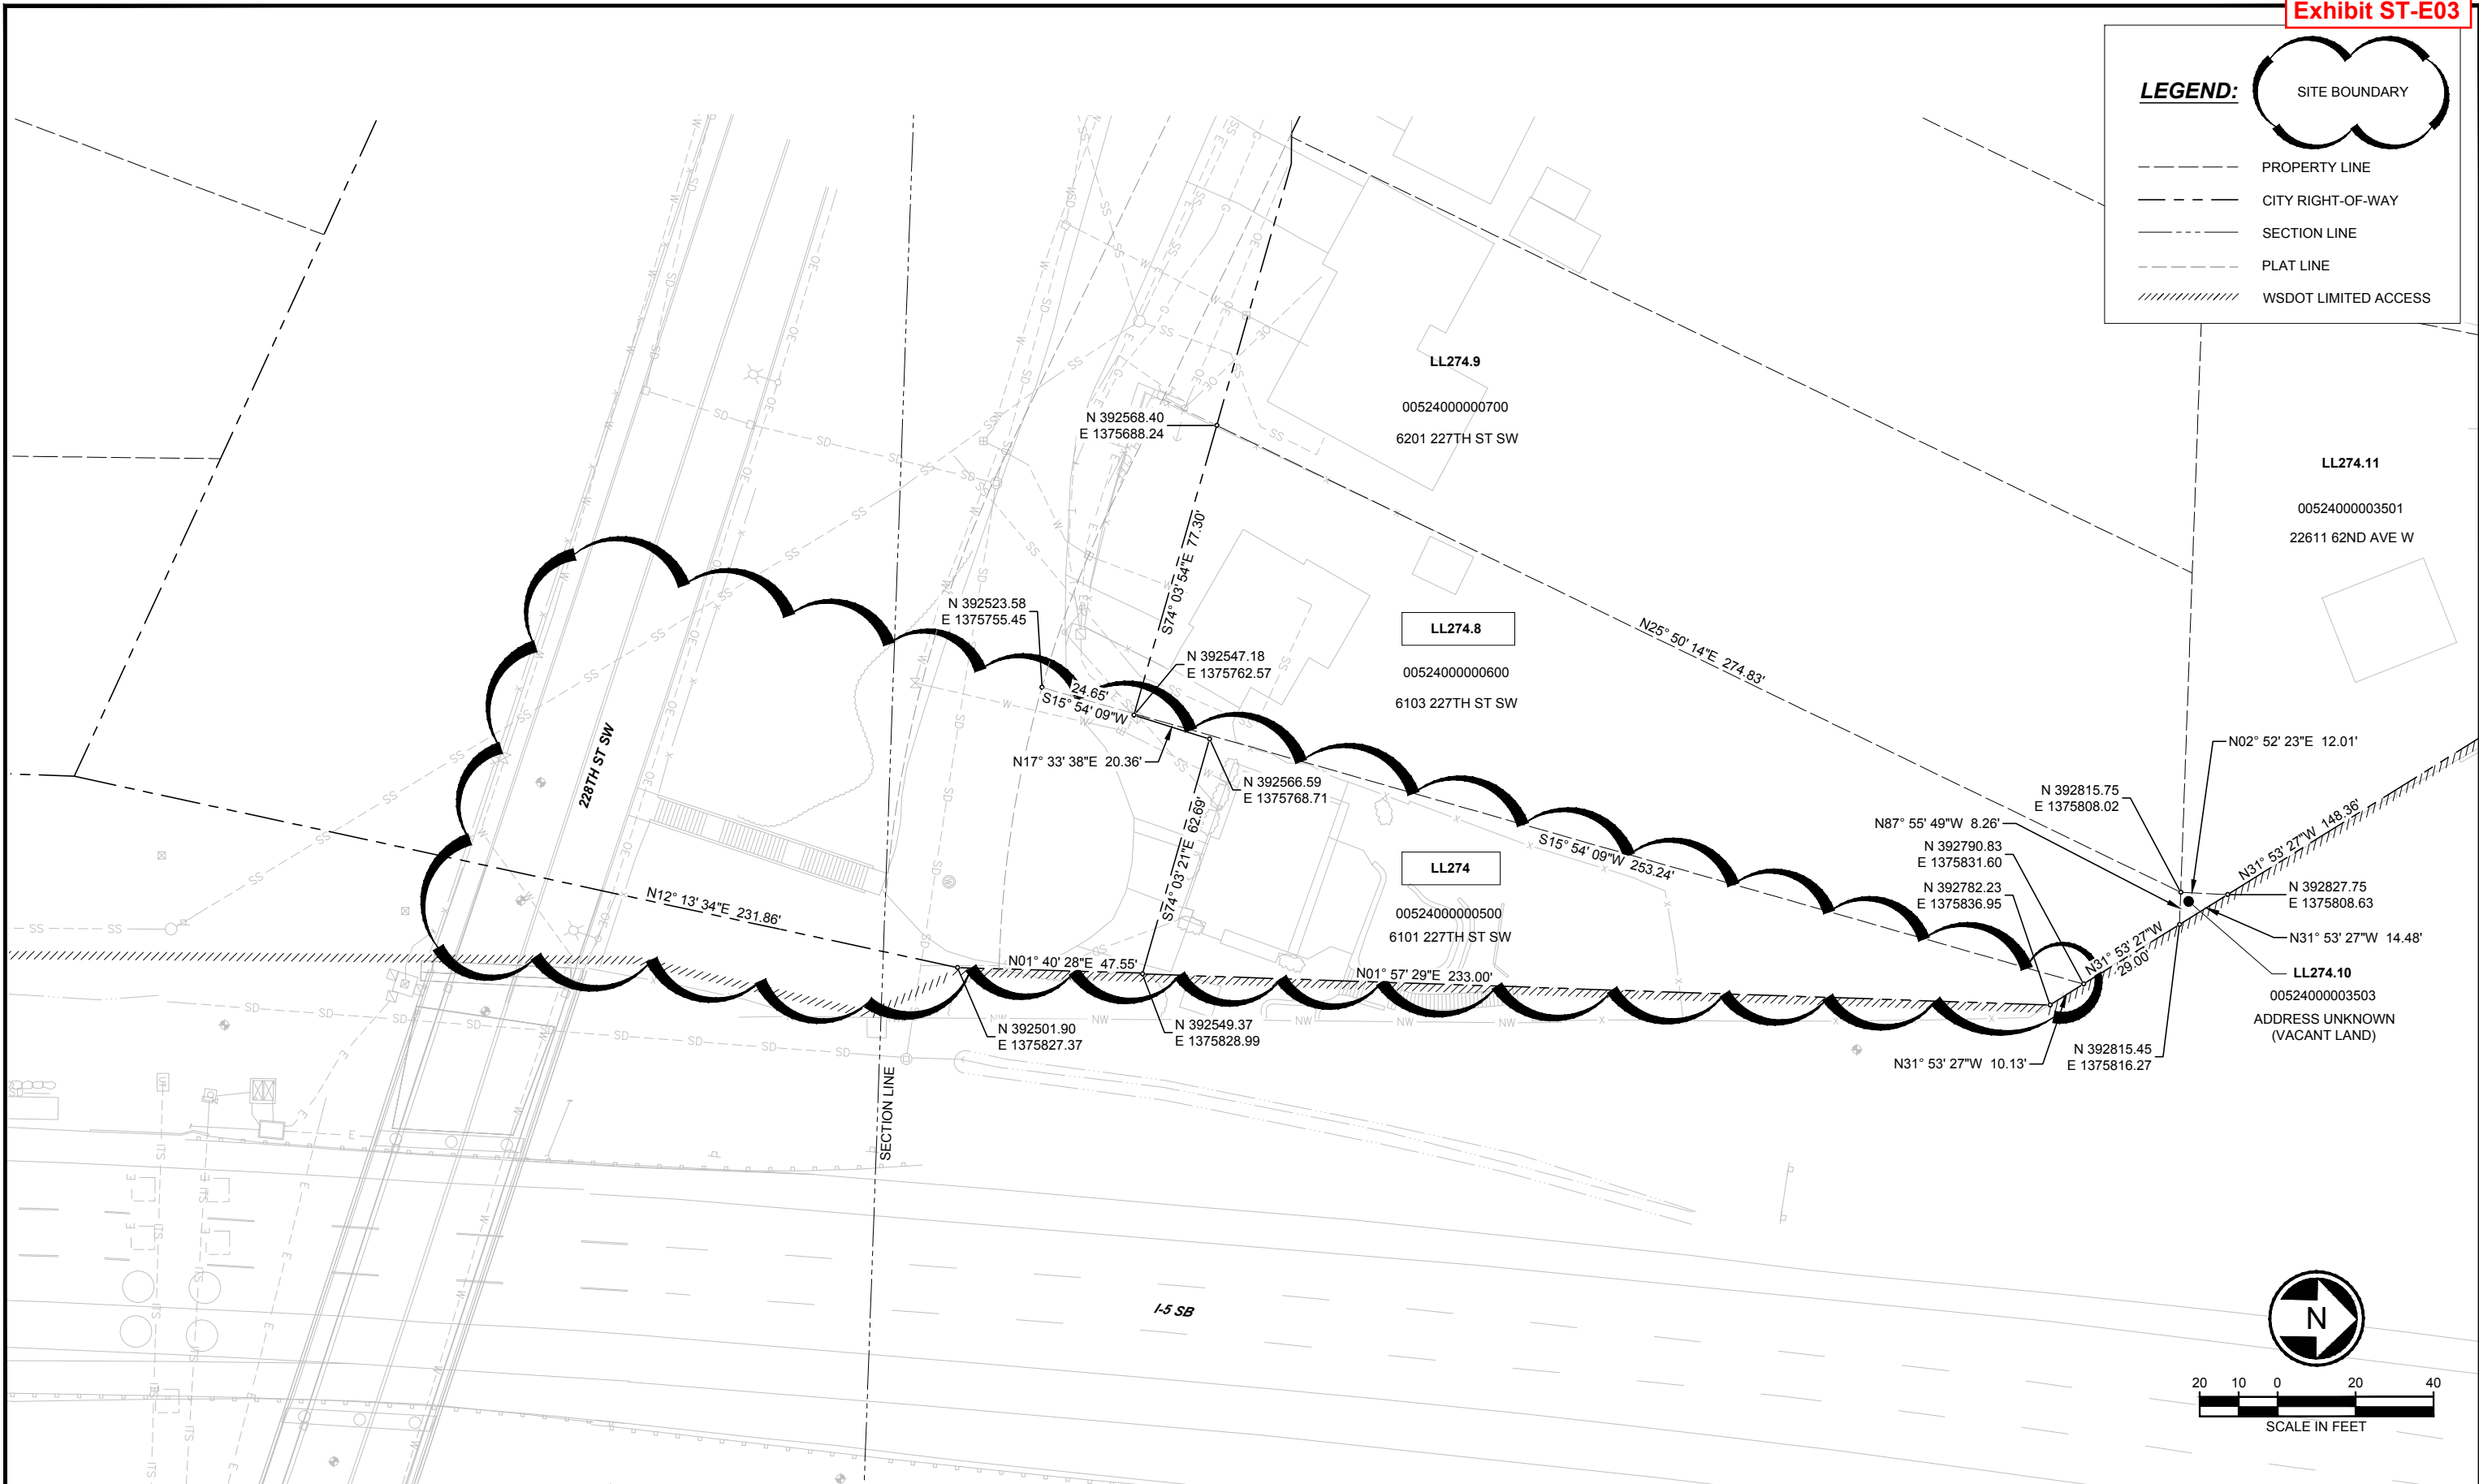 Exhibit ST-E03
LEGEND:
SITE BOUNDARY
PROPERTY LINE
CITY RIGHT-OF-WAY
SECTION LINE
PLAT LINE
WSDOT LIMITED ACCESS
LL274.9
00524000000700
6201 227TH ST SW
N 392568.40
E 1375688.24
LL274.11
00524000003501
22611 62ND AVE W
S74° 03' 54"E 77.30'
N 392523.58
E 1375755.45
N 392547.18
E 1375762.57
LL274.8
00524000000600
6103 227TH ST SW
N25° 50' 14"E 274.83'
24.65'
S15° 54' 09"W
N17° 33' 38"E 20.36'
N 392566.59
E 1375768.71
228TH ST SW
N02° 52' 23"E 12.01'
N 392815.75
E 1375808.02
N87° 55' 49"W 8.26'
N 392790.83
E 1375831.60
N 392782.23
E 1375836.95
N31° 53' 27"W 148.36'
S15° 54' 09"W 253.24'
S74° 03' 21"E 62.69'
LL274
00524000000500
6101 227TH ST SW
N12° 13' 34"E 231.86'
N 392827.75
E 1375808.63
N31° 53' 27"W 14.48'
N31° 53' 27"W
29.00'
LL274.10
00524000003503
ADDRESS UNKNOWN
(VACANT LAND)
N01° 40' 28"E 47.55'
N01° 57' 29"E 233.00'
N 392501.90
E 1375827.37
N 392549.37
E 1375828.99
N31° 53' 27"W 10.13'
N 392815.45
E 1375816.27
SECTION LINE
I-5 SB
N
20 10 0 20 40
SCALE IN FEET